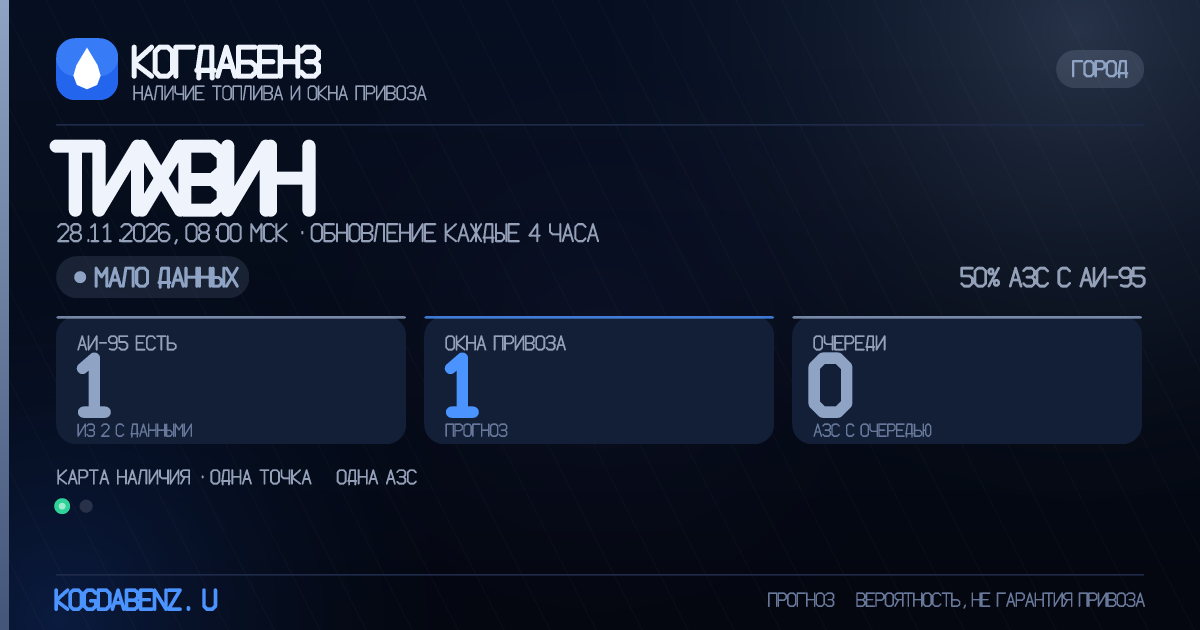 КОГДАБЕНЗ
НАЛИЧИЕ ТОПЛИВА И ОКНА ПРИВОЗА
ГОРОД
ТИХВИН
28.11.2026, 08:00 МСК · ОБНОВЛЕНИЕ КАЖДЫЕ 4 ЧАСА
МАЛО ДАННЫХ
50% АЗС С АИ-95
АИ-95 ЕСТЬ
1
ИЗ 2 С ДАННЫМИ
ОКНА ПРИВОЗА
1
ПРОГНОЗ
ОЧЕРЕДИ
0
АЗС С ОЧЕРЕДЬЮ
КАРТА НАЛИЧИЯ · ОДНА ТОЧКА ОДНА АЗС
KOGDABENZ. U
ПРОГНОЗ ВЕРОЯТНОСТЬ, НЕ ГАРАНТИЯ ПРИВОЗА